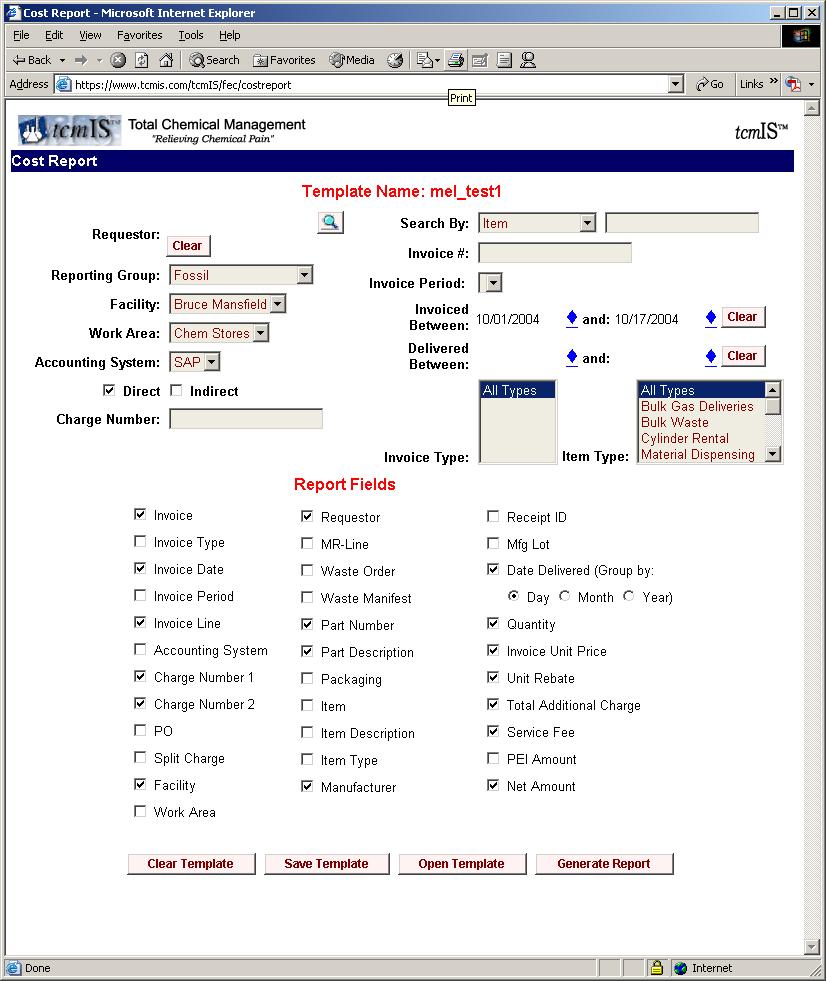 Cost Report - Microsoft Internet Explorer
File Edit View Favorites Tools Help
Back Search Favorites Media
Address https://www.tcmis.com/tcmIS/fec/costreport Go Links »
Print
tcmIS™ Total Chemical Management tcmIS™
"Relieving Chemical Pain"
Cost Report
Template Name: mel_test1
Requestor: Clear
Search By: Item
Invoice #:
Reporting Group: Fossil
Invoice Period:
Facility: Bruce Mansfield
Invoiced Between: 10/01/2004 and: 10/17/2004 Clear
Work Area: Chem Stores
Delivered Between: and: Clear
Accounting System: SAP
Direct Indirect
Charge Number:
Invoice Type: All Types
Item Type: All Types
Bulk Gas Deliveries
Bulk Waste
Cylinder Rental
Material Dispensing
Report Fields
Invoice Requestor Receipt ID
Invoice Type MR-Line Mfg Lot
Invoice Date Waste Order Date Delivered (Group by:
Invoice Period Waste Manifest Day Month Year)
Invoice Line Part Number Quantity
Accounting System Part Description Invoice Unit Price
Charge Number 1 Packaging Unit Rebate
Charge Number 2 Item Total Additional Charge
PO Item Description Service Fee
Split Charge Item Type PEI Amount
Facility Manufacturer Net Amount
Work Area
Clear Template Save Template Open Template Generate Report
Done Internet